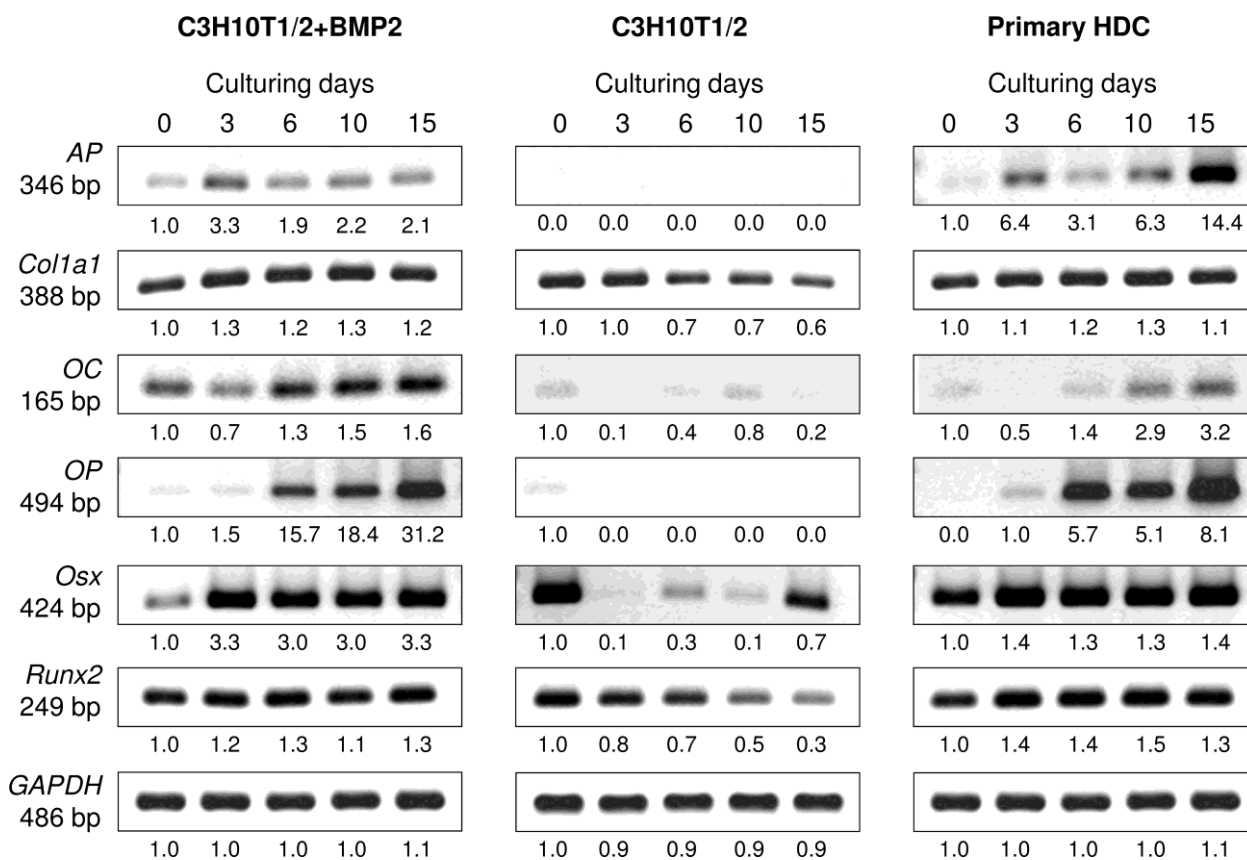 C3H10T1/2+BMP2 C3H10T1/2 Primary HDC
Culturing days Culturing days Culturing days
0 3 6 10 15 0 3 6 10 15 0 3 6 10 15
AP
346 bp
1.0 3.3 1.9 2.2 2.1 0.0 0.0 0.0 0.0 0.0 1.0 6.4 3.1 6.3 14.4
Col1a1
388 bp
1.0 1.3 1.2 1.3 1.2 1.0 1.0 0.7 0.7 0.6 1.0 1.1 1.2 1.3 1.1
OC
165 bp
1.0 0.7 1.3 1.5 1.6 1.0 0.1 0.4 0.8 0.2 1.0 0.5 1.4 2.9 3.2
OP
494 bp
1.0 1.5 15.7 18.4 31.2 1.0 0.0 0.0 0.0 0.0 0.0 1.0 5.7 5.1 8.1
Osx
424 bp
1.0 3.3 3.0 3.0 3.3 1.0 0.1 0.3 0.1 0.7 1.0 1.4 1.3 1.3 1.4
Runx2
249 bp
1.0 1.2 1.3 1.1 1.3 1.0 0.8 0.7 0.5 0.3 1.0 1.4 1.4 1.5 1.3
GAPDH
486 bp
1.0 1.0 1.0 1.0 1.1 1.0 0.9 0.9 0.9 0.9 1.0 1.0 1.0 1.0 1.1